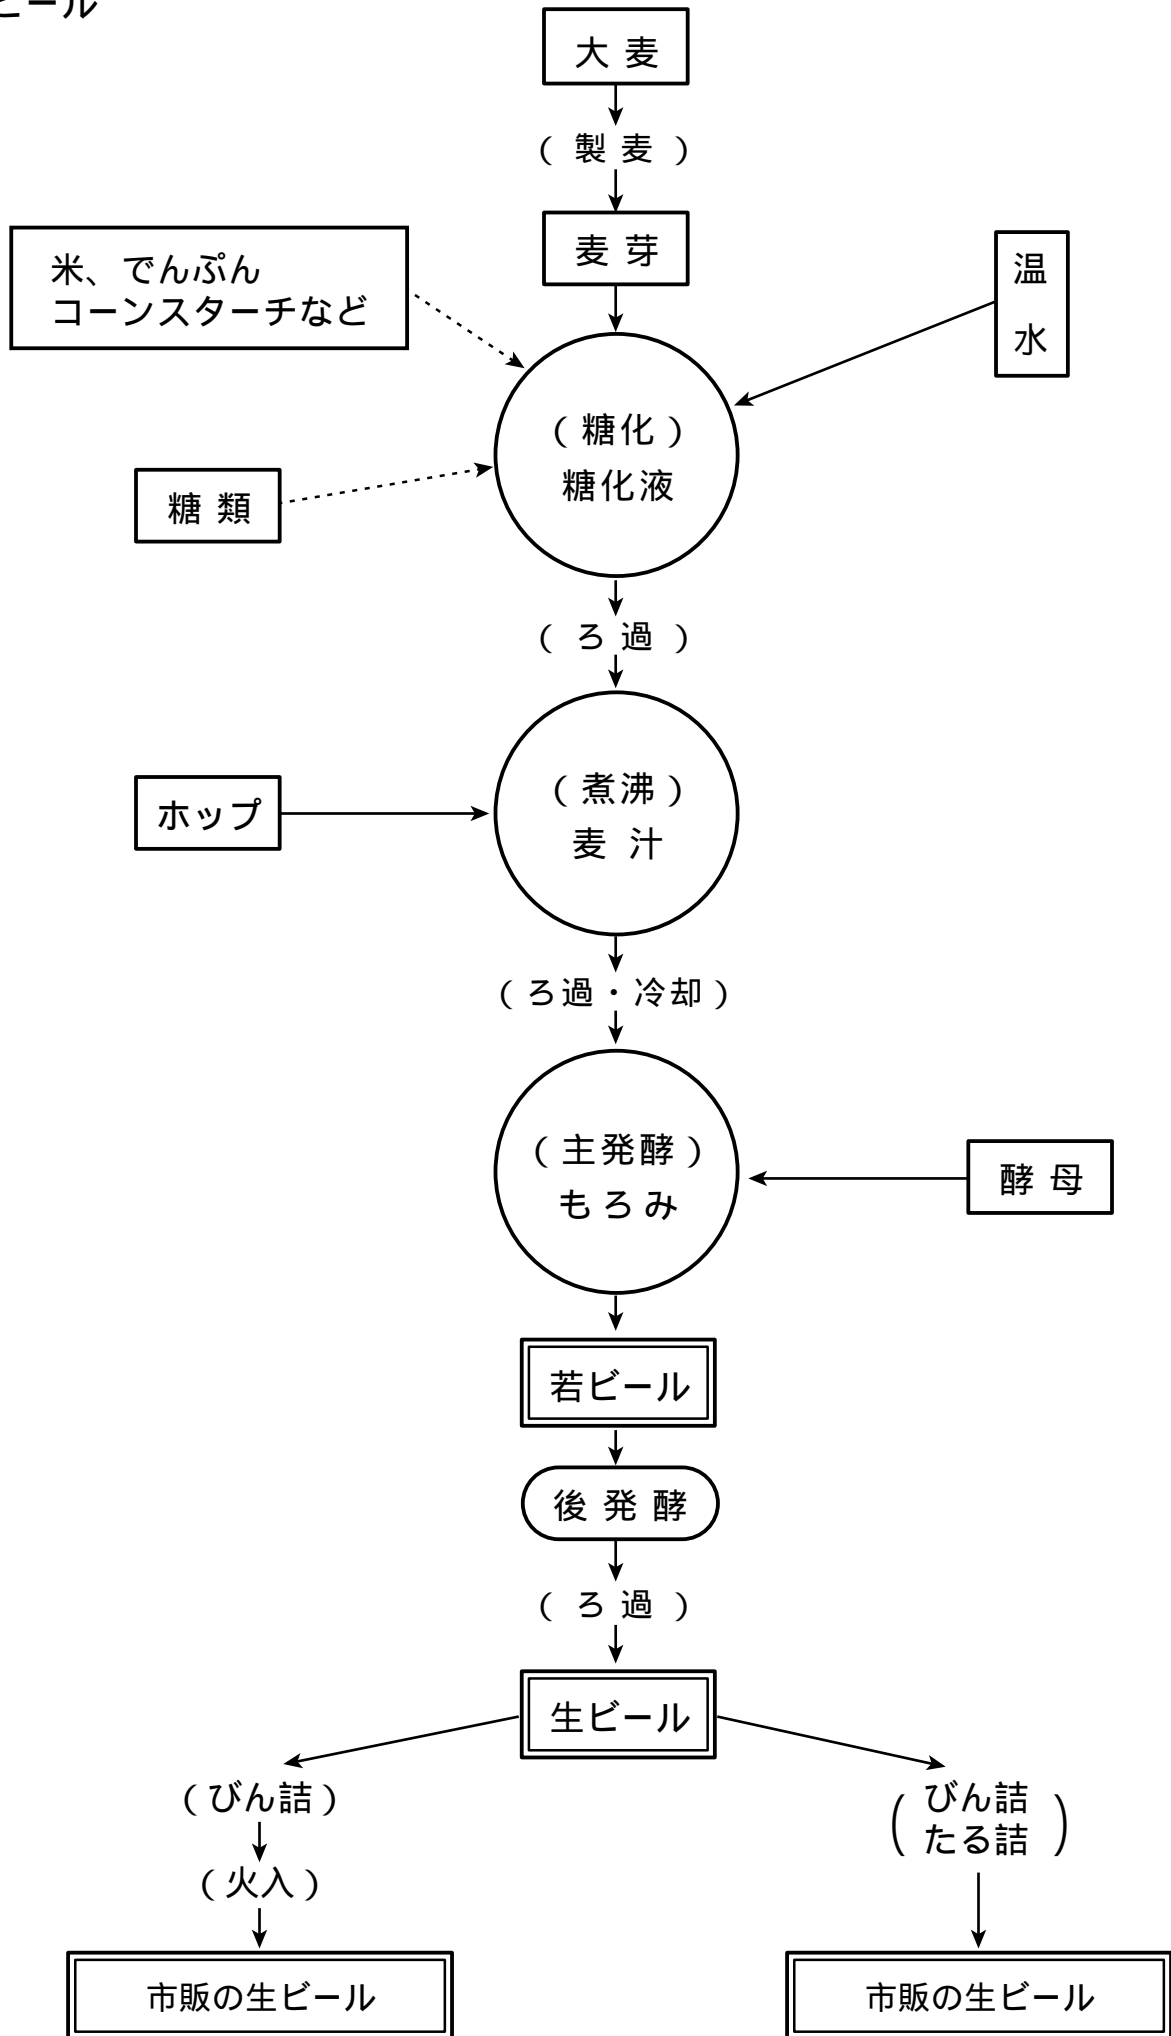 ビール
大麦
(製麦)
麦芽
米、でんぷん
コーンスターチなど
温
水
(糖化)
糖化液
糖類
(ろ過)
ホップ
(煮沸)
麦汁
(ろ過・冷却)
(主発酵)
もろみ
酵母
若ビール
後発酵
(ろ過)
生ビール
(びん詰)
(びん詰
たる詰)
(火入)
市販の生ビール
市販の生ビール